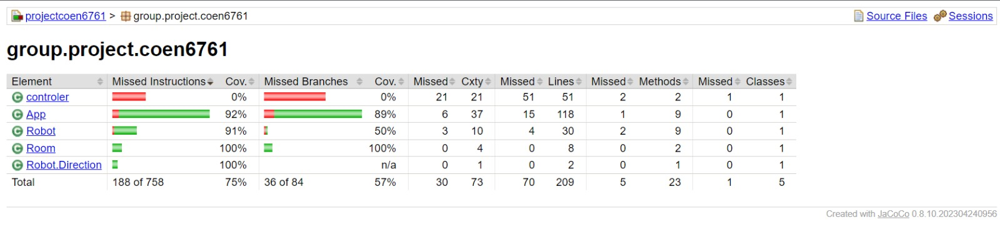 projectcoen6761 > group.project.coen6761 Source Files Sessions
group.project.coen6761
Element Missed Instructions Cov. Missed Branches Cov. Missed Cxty Missed Lines Missed Methods Missed Classes
controler 0% 0% 21 21 51 51 2 2 1 1
App 92% 89% 6 37 15 118 1 9 0 1
Robot 91% 50% 3 10 4 30 2 9 0 1
Room 100% 100% 0 4 0 8 0 2 0 1
Robot.Direction 100% n/a 0 1 0 2 0 1 0 1
Total 188 of 758 75% 36 of 84 57% 30 73 70 209 5 23 1 5
Created with JaCoCo 0.8.10.202304240956